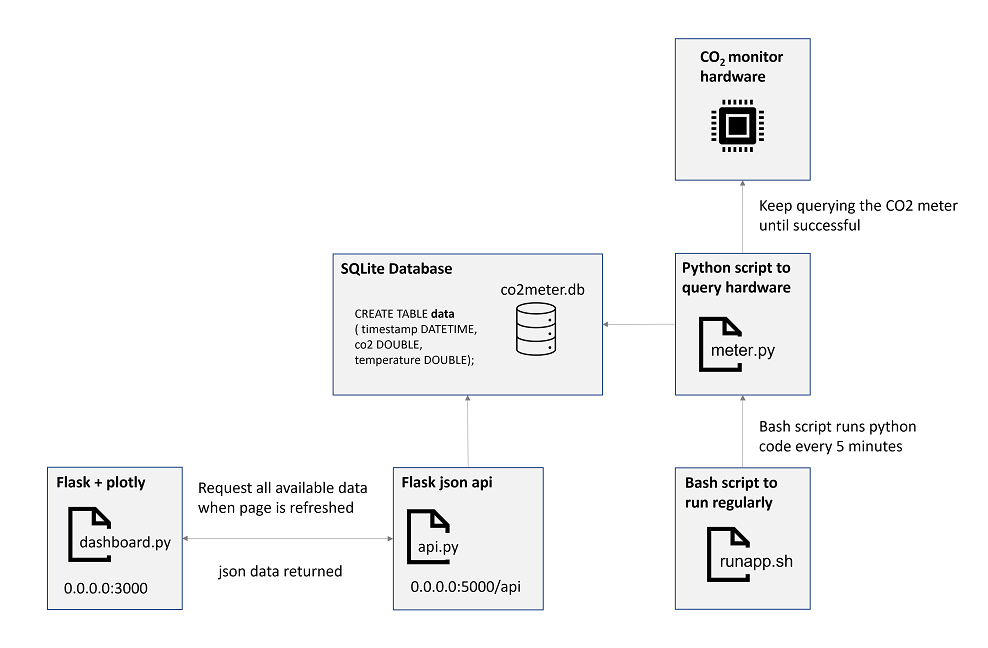 CO₂ monitor
hardware
Keep querying the CO2 meter
until successful
SQLite Database
co2meter.db
CREATE TABLE data
( timestamp DATETIME,
co2 DOUBLE,
temperature DOUBLE);
Python script to
query hardware
meter.py
Bash script runs python
code every 5 minutes
Flask + plotly
dashboard.py
0.0.0.0:3000
Request all available data
when page is refreshed
json data returned
Flask json api
api.py
0.0.0.0:5000/api
Bash script to
run regularly
runapp.sh